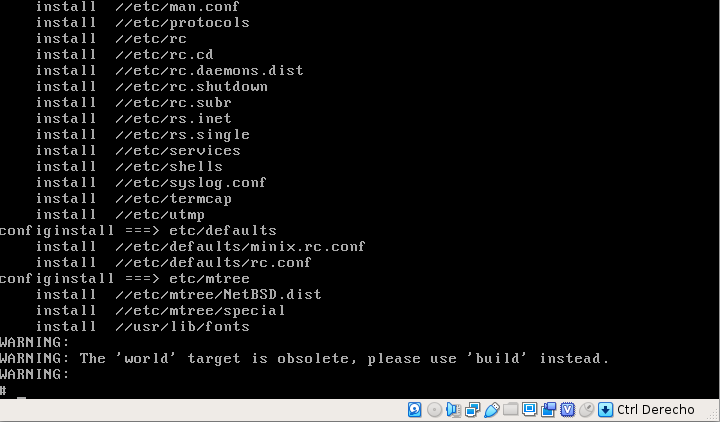 install  //etc/man.conf
install  //etc/protocols
install  //etc/rc
install  //etc/rc.cd
install  //etc/rc.daemons.dist
install  //etc/rc.shutdown
install  //etc/rc.subr
install  //etc/rs.inet
install  //etc/rs.single
install  //etc/services
install  //etc/shells
install  //etc/syslog.conf
install  //etc/termcap
install  //etc/utmp
configinstall ===> etc/defaults
install  //etc/defaults/minix.rc.conf
install  //etc/defaults/rc.conf
configinstall ===> etc/mtree
install  //etc/mtree/NetBSD.dist
install  //etc/mtree/special
install  //usr/lib/fonts
WARNING:
WARNING: The 'world' target is obsolete, please use 'build' instead.
WARNING:
# _
Ctrl Derecho